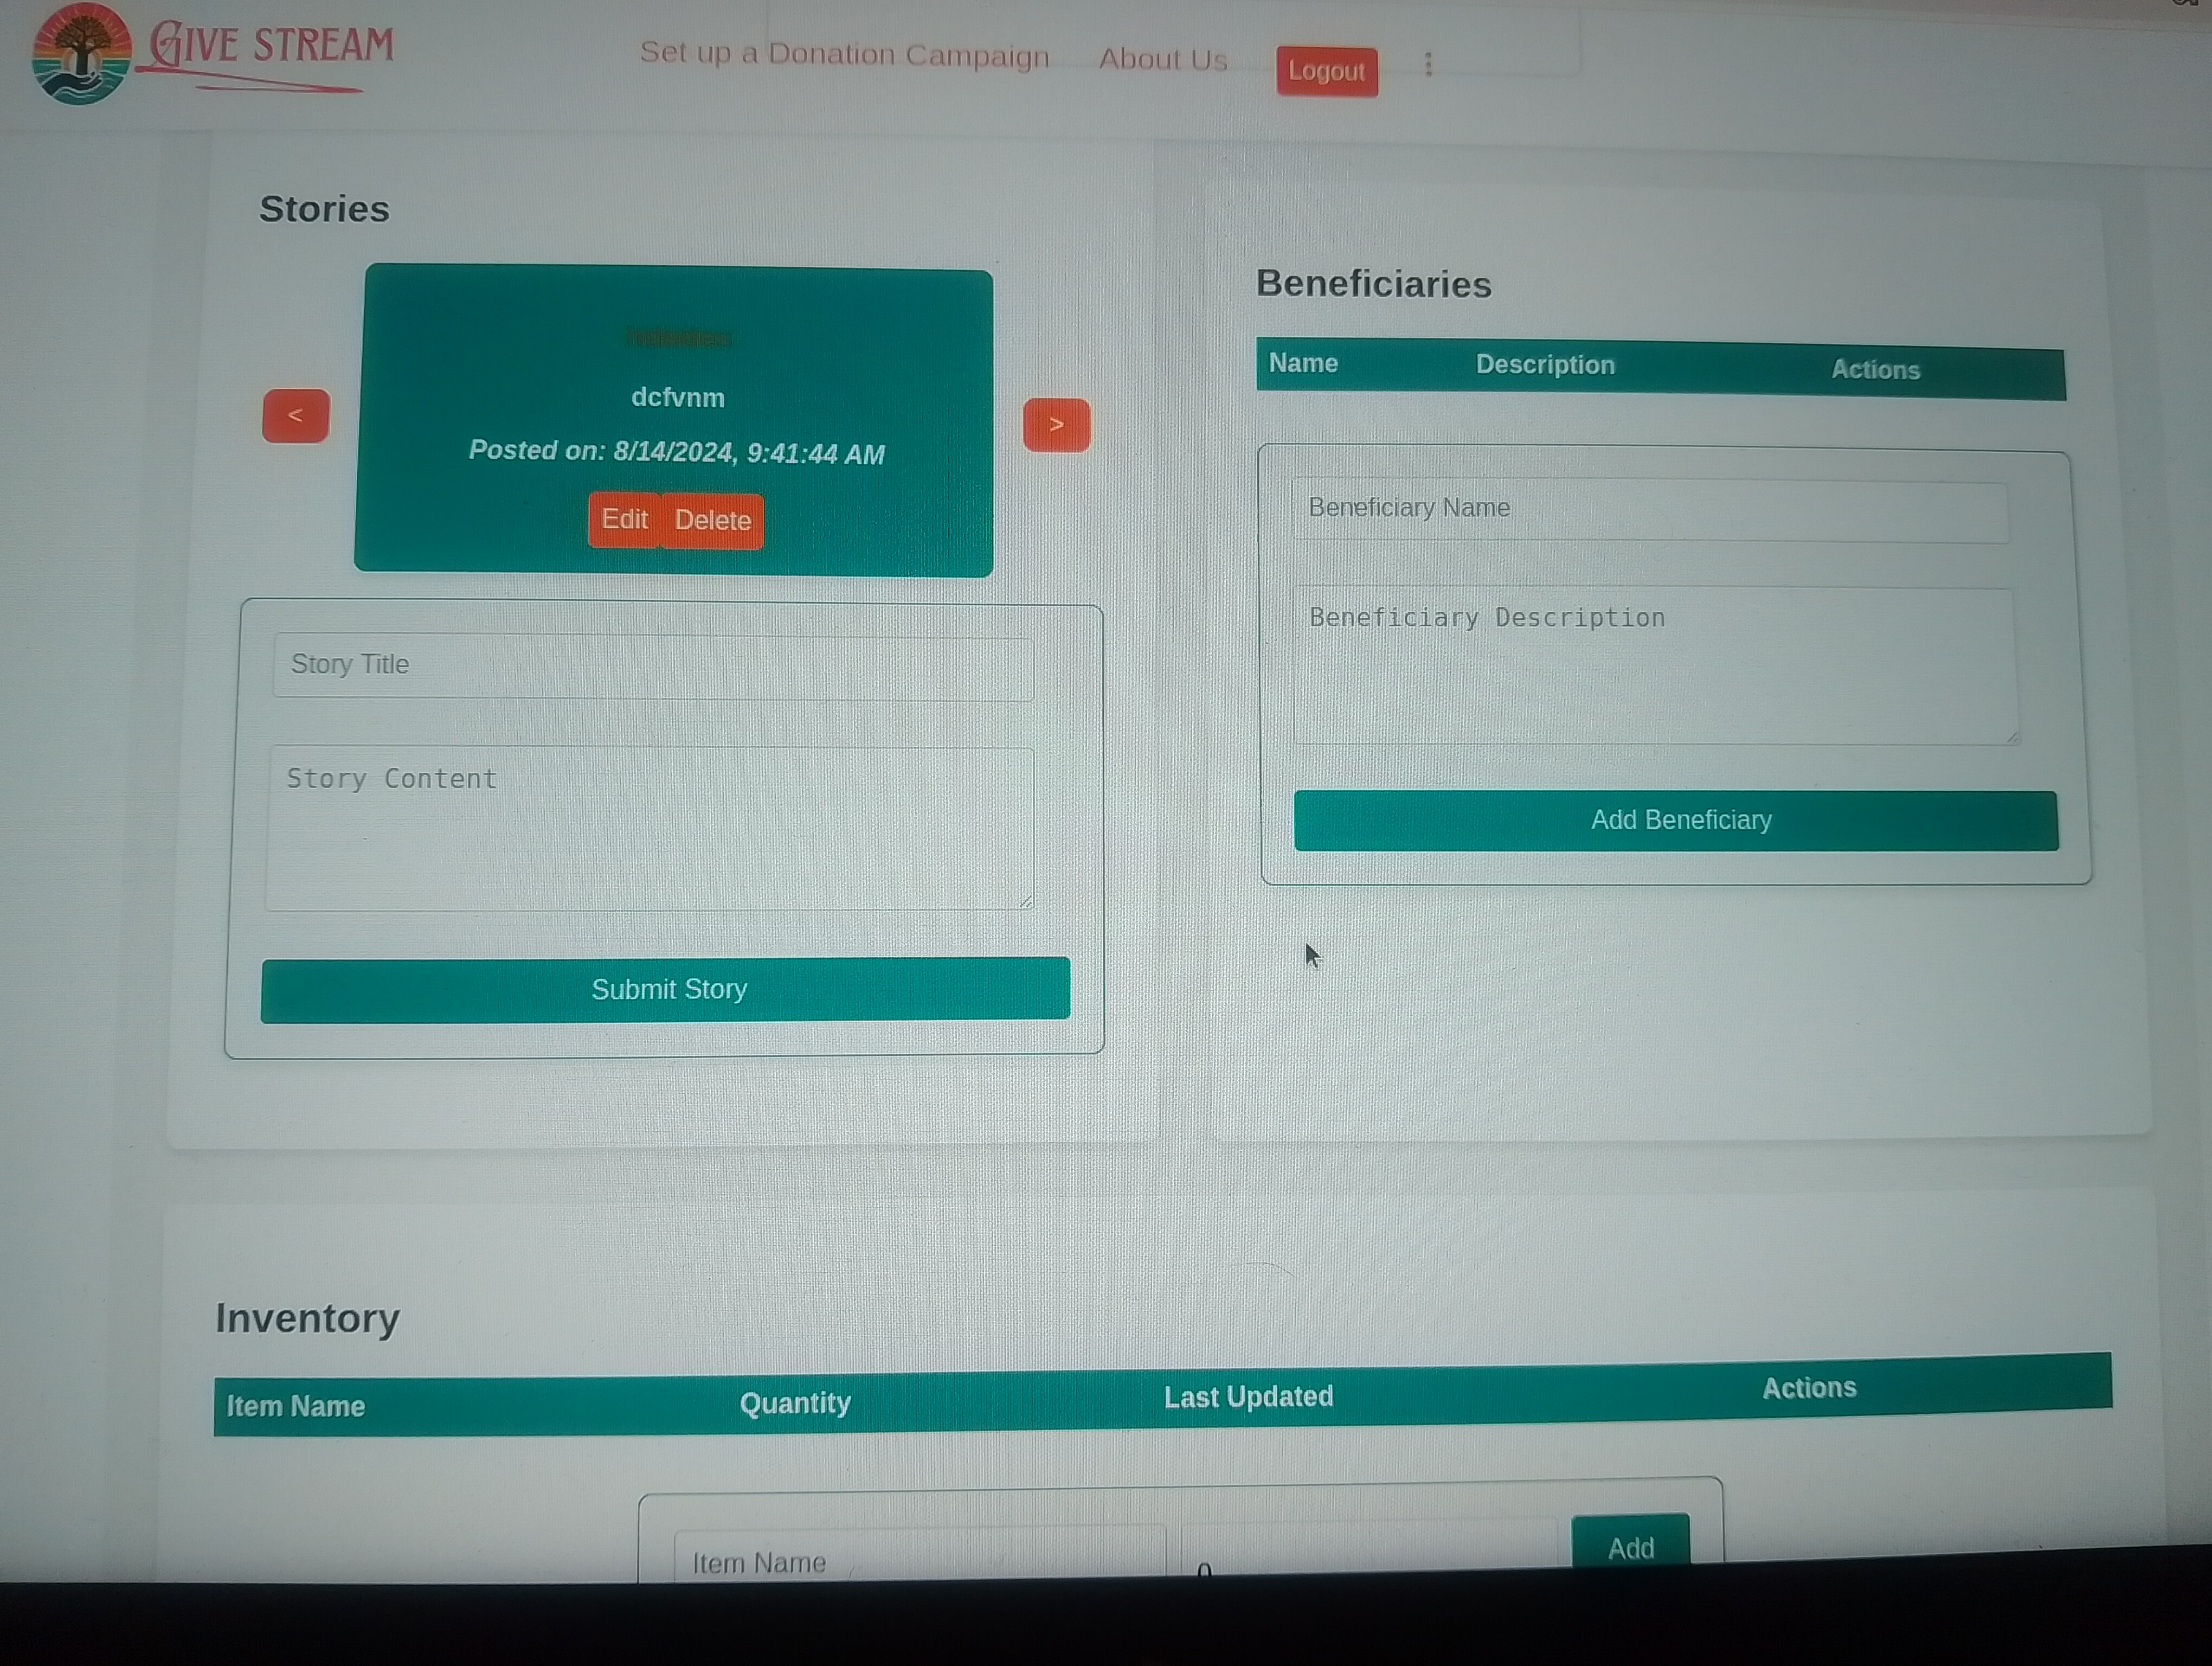 GIVE STREAM
Set up a Donation Campaign
About Us
Logout
Stories
dcfvnm
Posted on: 8/14/2024, 9:41:44 AM
Edit
Delete
<
>
Story Title
Story Content
Submit Story
Beneficiaries
Name Description Actions
Beneficiary Name
Beneficiary Description
Add Beneficiary
Inventory
Item Name Quantity Last Updated Actions
Item Name
0
Add